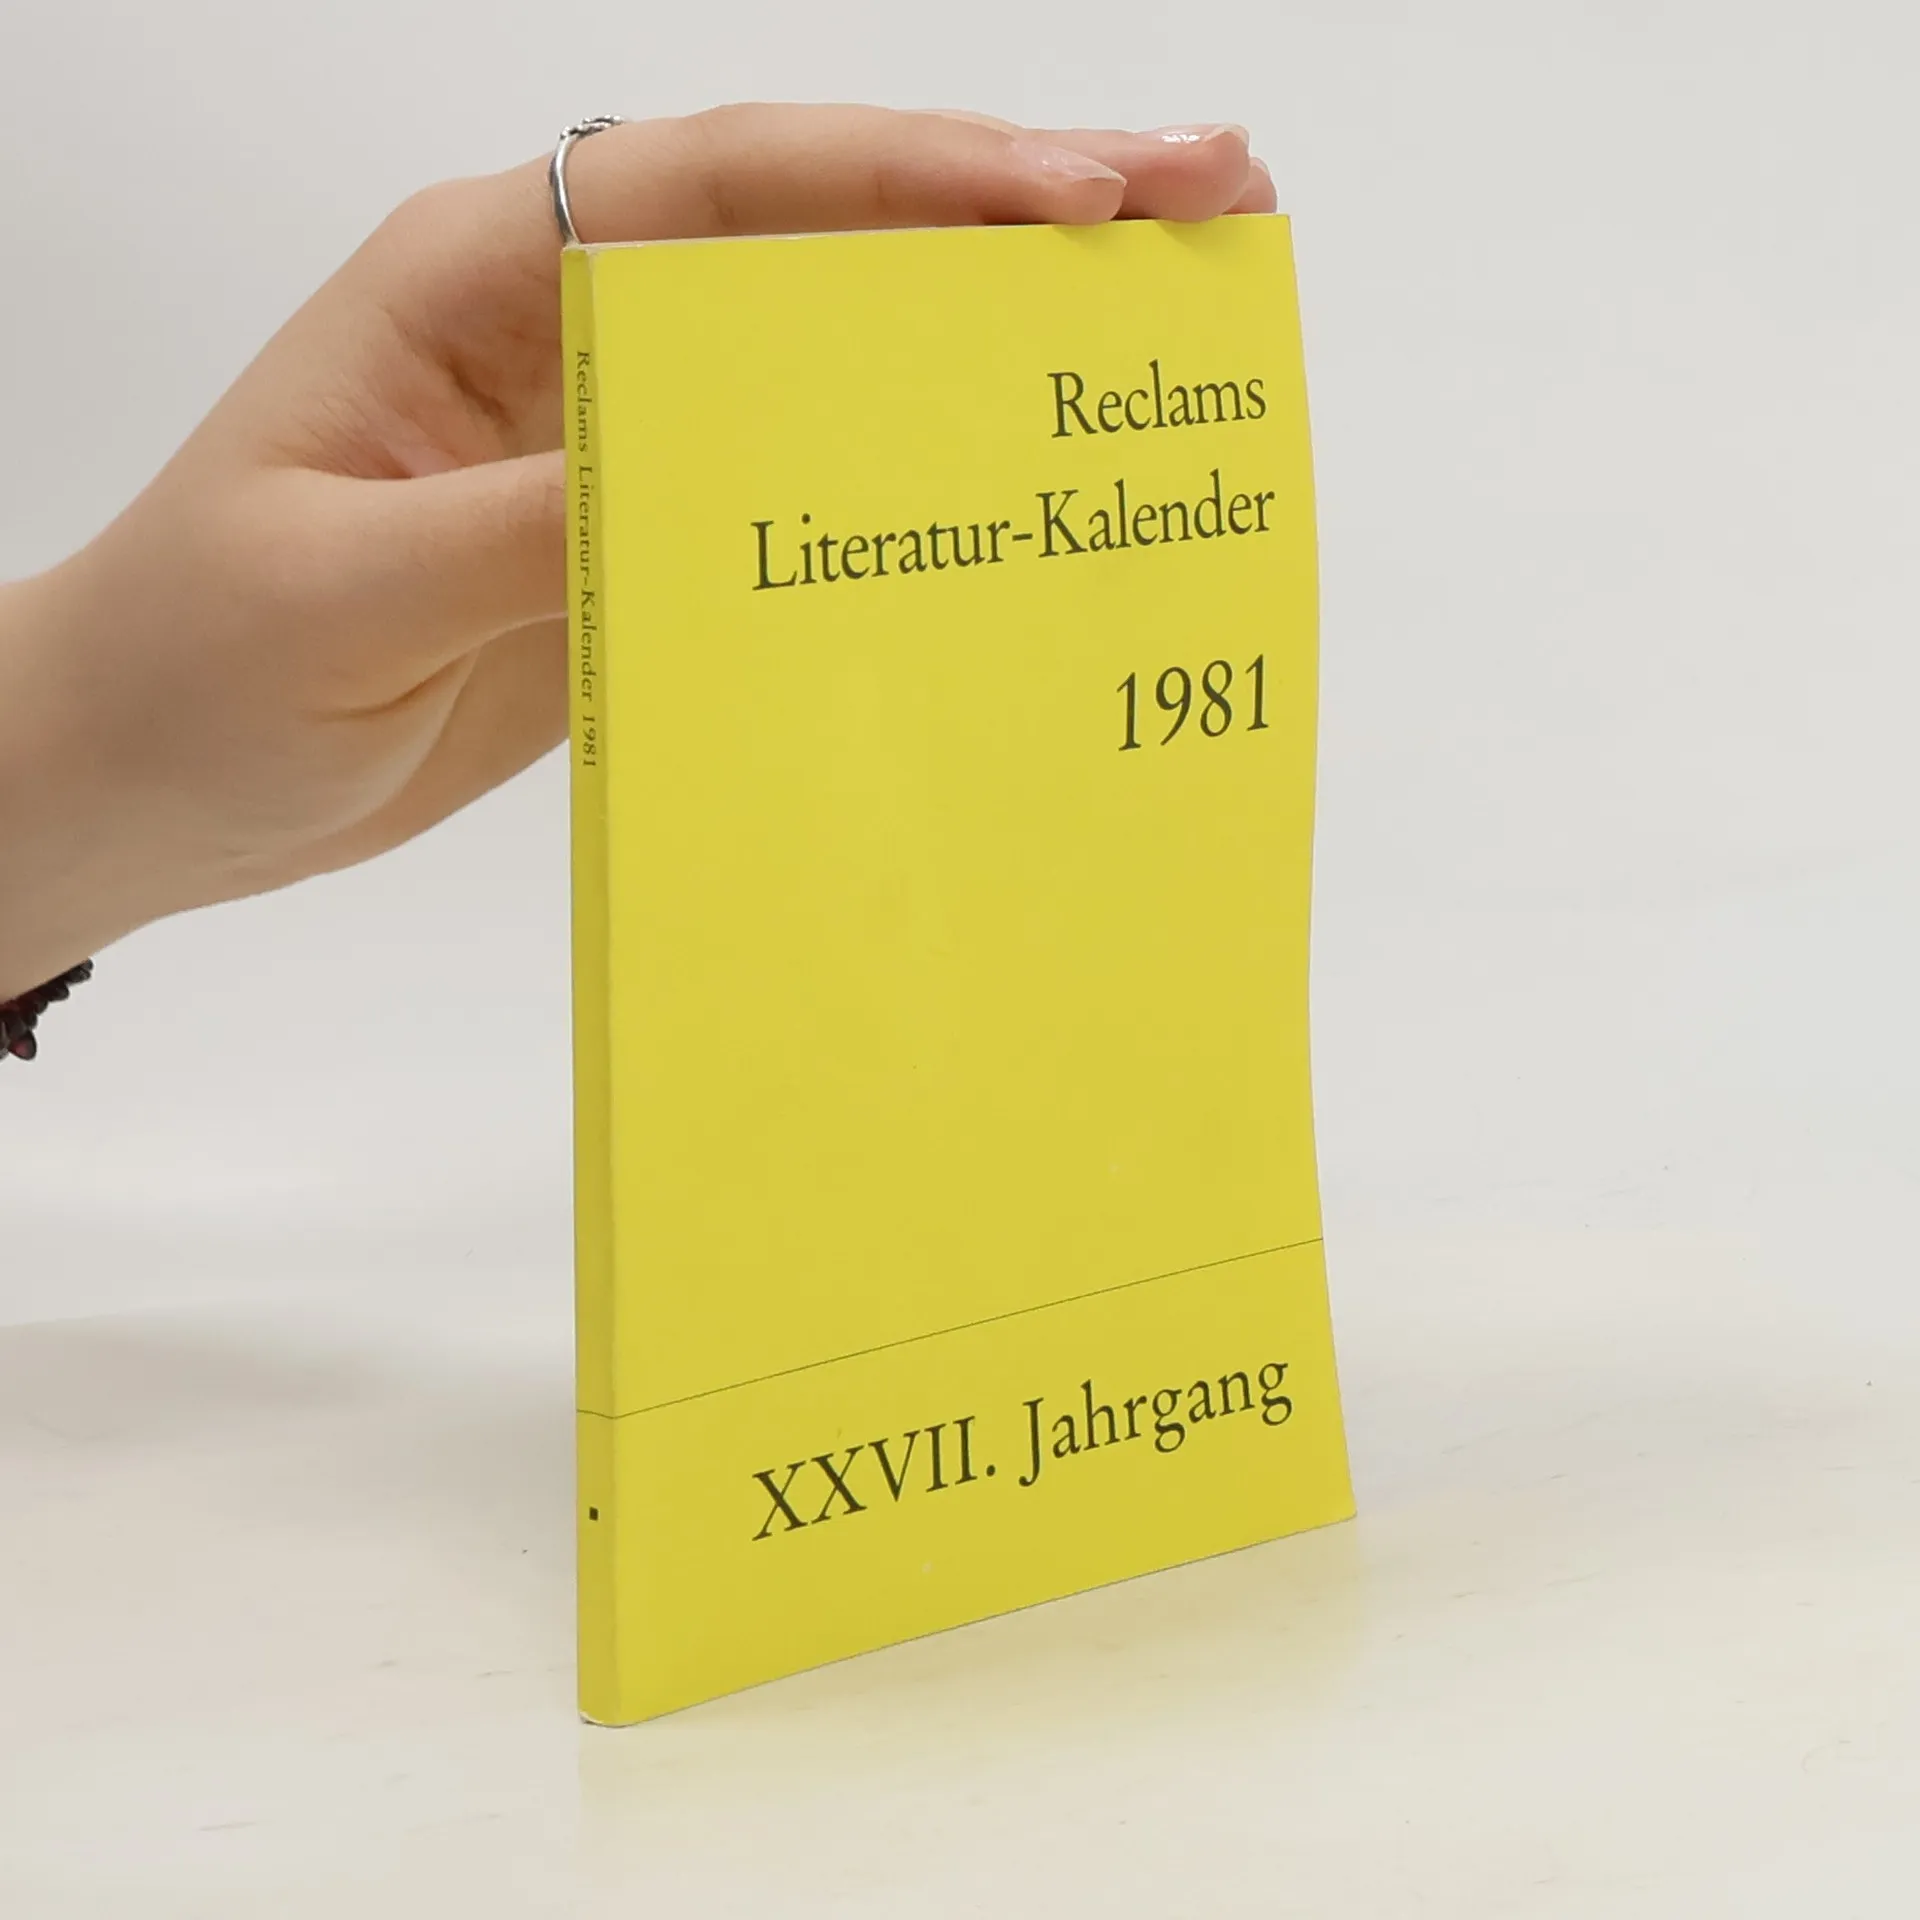 Reclams
Literatur-Kalender
1981
XXVII. Jahrgang
Reclams Literatur-Kalender 1981